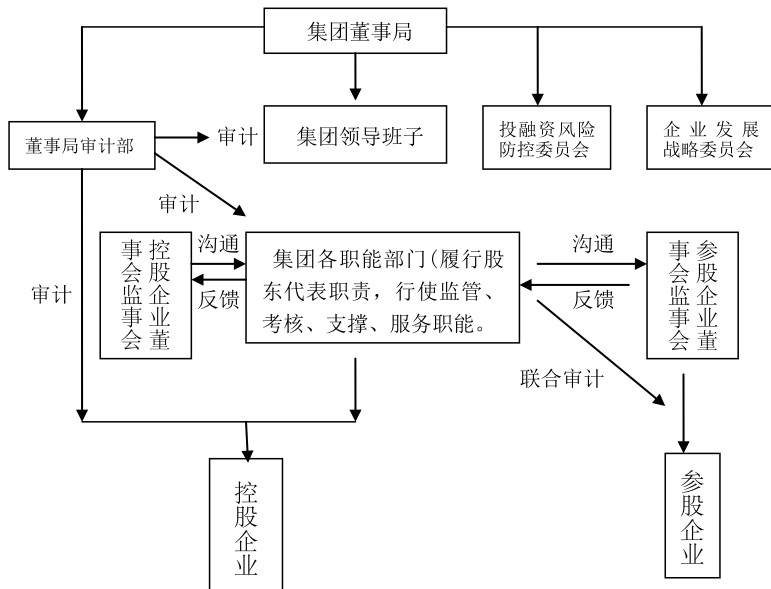 集团董事局
董事局审计部
审计
集团领导班子
投融资风险
防控委员会
企业发展
战略委员会
审计
控股企业董
事会监事会
沟通
反馈
集团各职能部门(履行股
东代表职责，行使监管、
考核、支撑、服务职能。
沟通
反馈
参股企业董
事会监事会
审计
联合审计
控股企业
参股企业